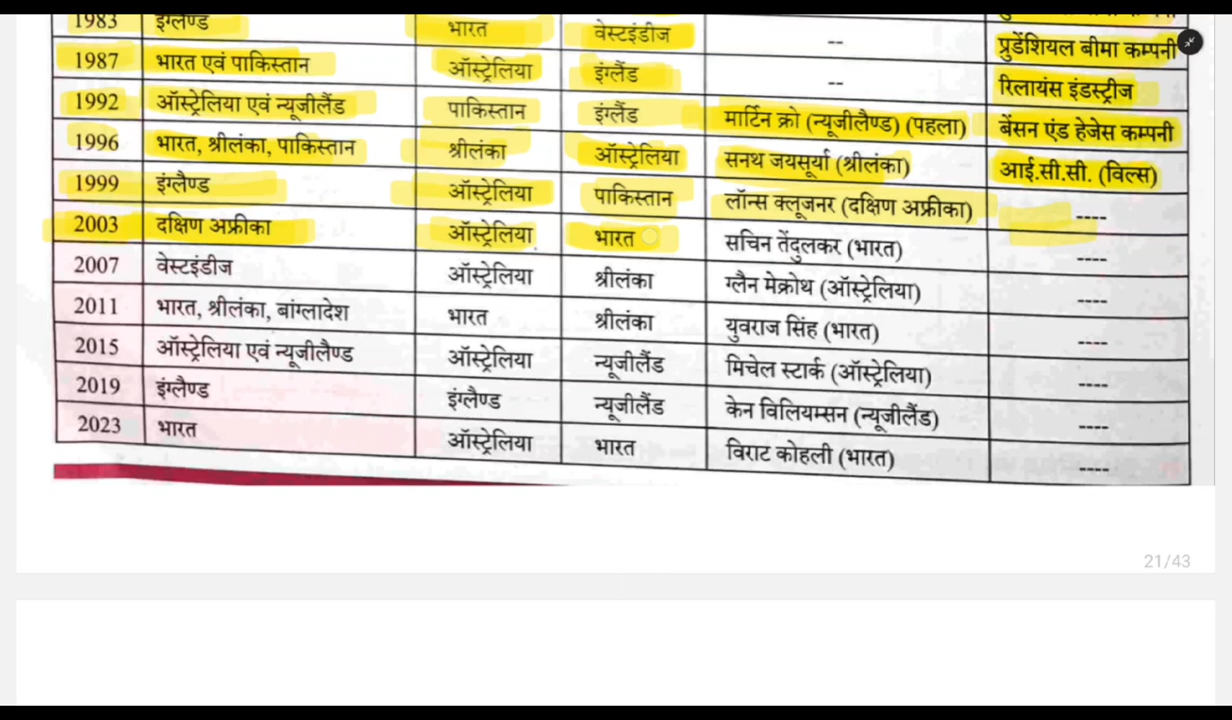 1983 इंग्लैण्ड भारत वेस्टइंडीज -- प्रुडेंशियल बीमा कम्पनी
1987 भारत एवं पाकिस्तान ऑस्ट्रेलिया इंग्लैंड -- रिलायंस इंडस्ट्रीज
1992 ऑस्ट्रेलिया एवं न्यूजीलैंड पाकिस्तान इंग्लैंड मार्टिन क्रो (न्यूजीलैण्ड) (पहला) बेंसन एंड हेजेस कम्पनी
1996 भारत, श्रीलंका, पाकिस्तान श्रीलंका ऑस्ट्रेलिया सनथ जयसूर्या (श्रीलंका) आई.सी.सी. (विल्स)
1999 इंग्लैण्ड ऑस्ट्रेलिया पाकिस्तान लॉन्स क्लूजनर (दक्षिण अफ्रीका) ----
2003 दक्षिण अफ्रीका ऑस्ट्रेलिया भारत सचिन तेंदुलकर (भारत) ----
2007 वेस्टइंडीज ऑस्ट्रेलिया श्रीलंका ग्लैन मेक्रोथ (ऑस्ट्रेलिया) ----
2011 भारत, श्रीलंका, बांग्लादेश भारत श्रीलंका युवराज सिंह (भारत) ----
2015 ऑस्ट्रेलिया एवं न्यूजीलैण्ड ऑस्ट्रेलिया न्यूजीलैंड मिचेल स्टार्क (ऑस्ट्रेलिया) ----
2019 इंग्लैण्ड इंग्लैण्ड न्यूजीलैंड केन विलियम्सन (न्यूजीलैंड) ----
2023 भारत ऑस्ट्रेलिया भारत विराट कोहली (भारत) ----
21/43